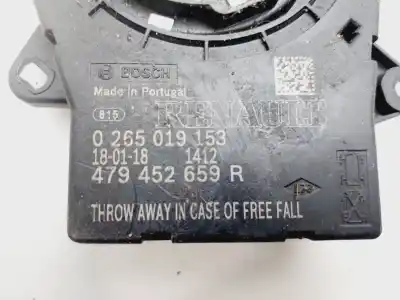 BOSCH
Made in Portugal
815
RENAULT
0 265 019 153
18-01-18 1412
479 452 659 R
THROW AWAY IN CASE OF FREE FALL